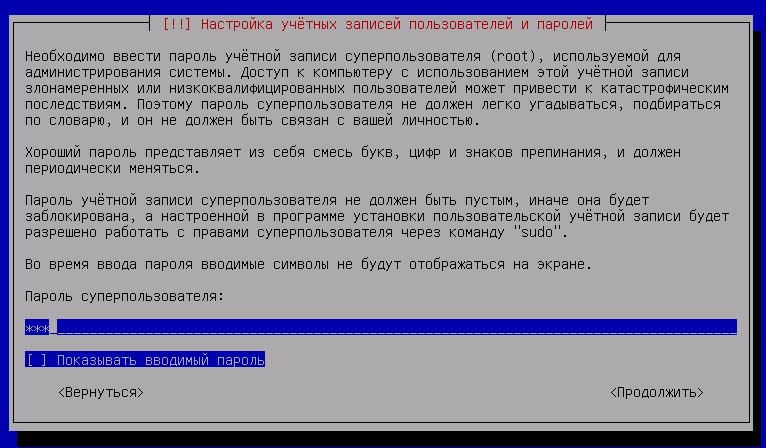 [!!] Настройка учётных записей пользователей и паролей
Необходимо ввести пароль учётной записи суперпользователя (root), используемой для
администрирования системы. Доступ к компьютеру с использованием этой учётной записи
злонамеренных или низкоквалифицированных пользователей может привести к катастрофическим
последствиям. Поэтому пароль суперпользователя не должен легко угадываться, подбираться
по словарю, и он не должен быть связан с вашей личностью.
Хороший пароль представляет из себя смесь букв, цифр и знаков препинания, и должен
периодически меняться.
Пароль учётной записи суперпользователя не должен быть пустым, иначе она будет
заблокирована, а настроенной в программе установки пользовательской учётной записи будет
разрешено работать с правами суперпользователя через команду "sudo".
Во время ввода пароля вводимые символы не будут отображаться на экране.
Пароль суперпользователя:
***
[ ] Показывать вводимый пароль
<Вернуться> <Продолжить>